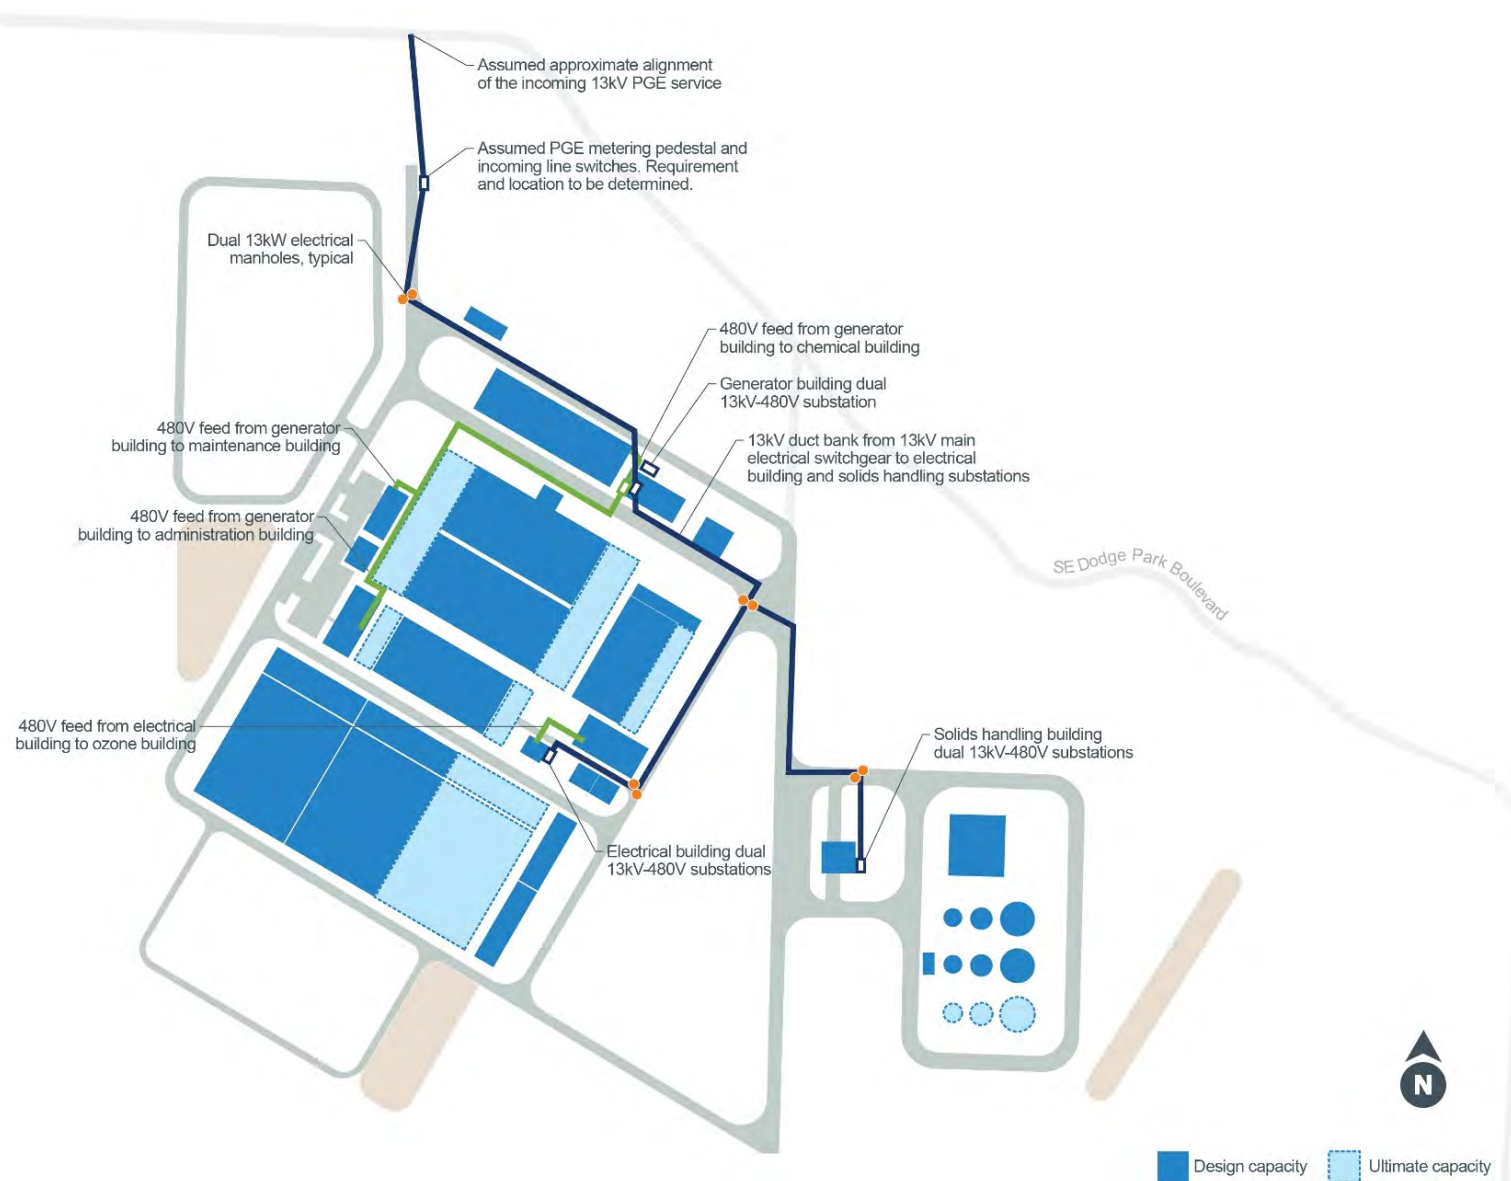 Assumed approximate alignment
of the incoming 13kV PGE service
Assumed PGE metering pedestal and
incoming line switches. Requirement
and location to be determined.
Dual 13kW electrical
manholes, typical
480V feed from generator
building to chemical building
Generator building dual
13kV-480V substation
480V feed from generator
building to maintenance building
13kV duct bank from 13kV main
electrical switchgear to electrical
building and solids handling substations
480V feed from generator
building to administration building
SE Dodge Park Boulevard
480V feed from electrical
building to ozone building
Solids handling building
dual 13kV-480V substations
Electrical building dual
13kV-480V substations
N
Design capacity
Ultimate capacity